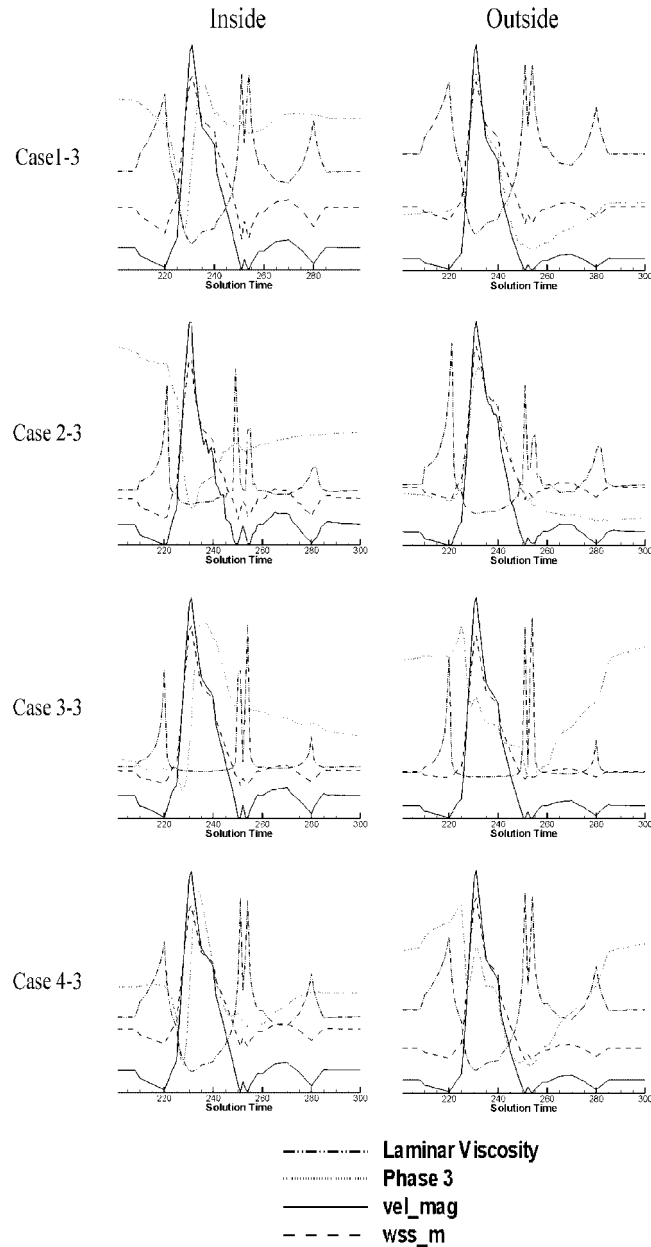 Inside Outside
Case1-3
220 240 260 280
Solution Time
220 240 260 280 300
Solution Time
Case 2-3
220 240 260 280 300
Solution Time
220 240 260 280 300
Solution Time
Case 3-3
220 240 260 280 300
Solution Time
220 240 260 280 300
Solution Time
Case 4-3
220 240 260 280 300
Solution Time
220 240 260 280 300
Solution Time
Laminar Viscosity
Phase 3
vel_mag
wss_m